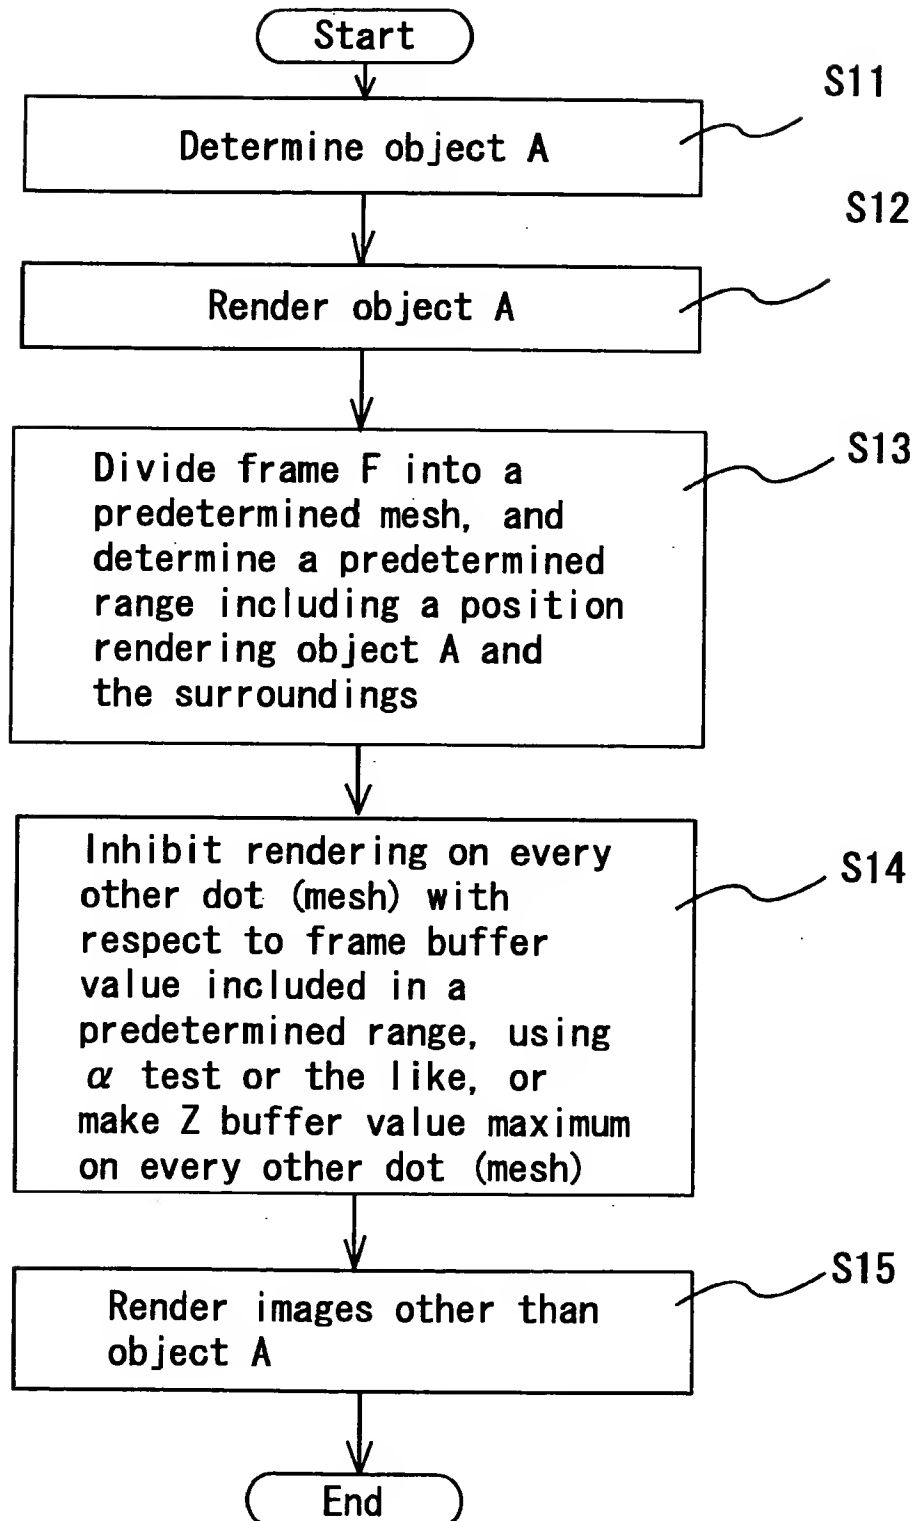 Start
S11
Determine object A
S12
Render object A
S13
Divide frame F into a
predetermined mesh, and
determine a predetermined
range including a position
rendering object A and
the surroundings
S14
Inhibit rendering on every
other dot (mesh) with
respect to frame buffer
value included in a
predetermined range, using
α test or the like, or
make Z buffer value maximum
on every other dot (mesh)
S15
Render images other than
object A
End